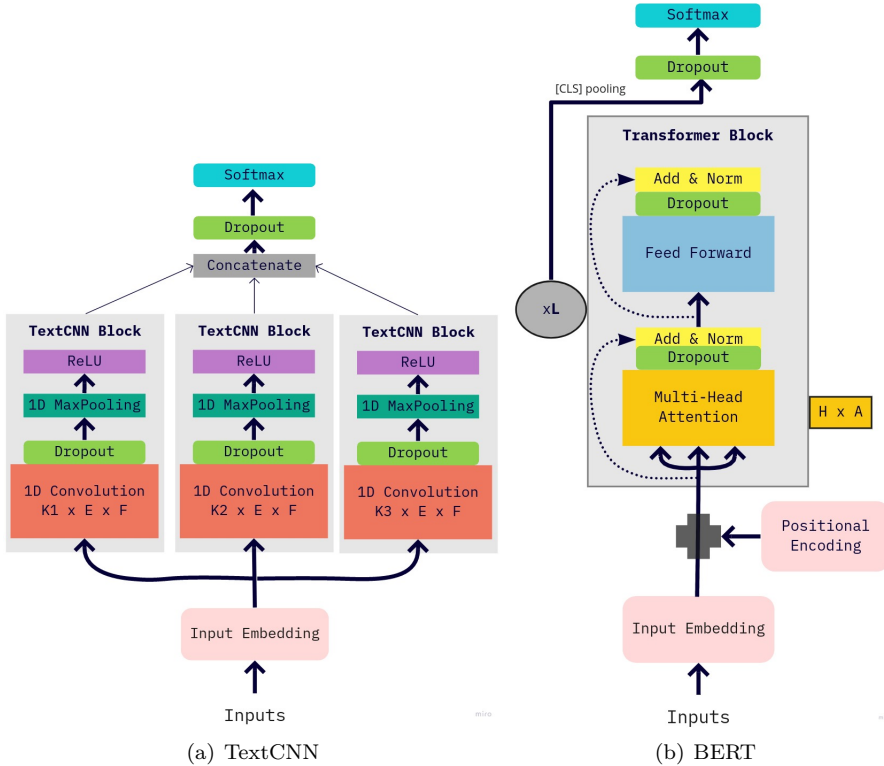 Softmax
Dropout
Concatenate
TextCNN Block
ReLU
1D MaxPooling
Dropout
1D Convolution
K1 x E x F
TextCNN Block
ReLU
1D MaxPooling
Dropout
1D Convolution
K2 x E x F
TextCNN Block
ReLU
1D MaxPooling
Dropout
1D Convolution
K3 x E x F
Input Embedding
Inputs
miro
(a) TextCNN
Softmax
Dropout
[CLS] pooling
Transformer Block
Add & Norm
Dropout
Feed Forward
xL
Add & Norm
Dropout
Multi-Head
Attention
H x A
Positional
Encoding
Input Embedding
Inputs
(b) BERT